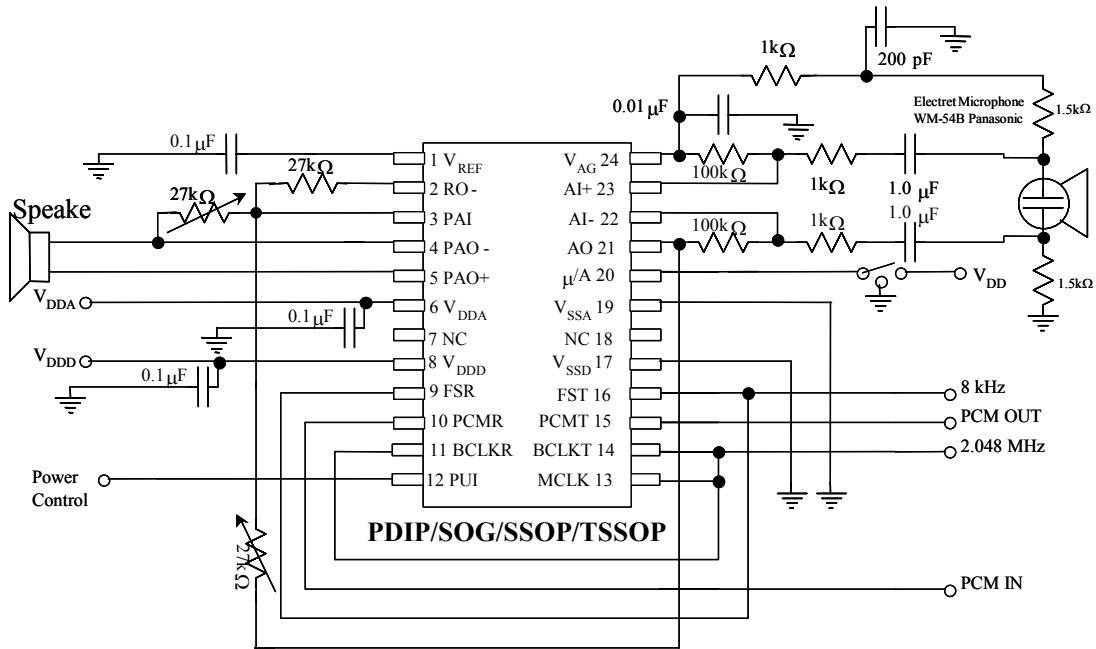 1kΩ
200 pF
0.01 μF
Electret Microphone
WM-54B Panasonic
1.5kΩ
0.1 μF
27kΩ
27kΩ
Speake
1 VREF
2 RO-
3 PAI
4 PAO -
5 PAO+
6 VDDA
7 NC
8 VDDD
9 FSR
10 PCMR
11 BCLKR
12 PUI
VAG 24
AI+ 23
AI- 22
AO 21
μ/A 20
VSSA 19
NC 18
VSSD 17
FST 16
PCMT 15
BCLKT 14
MCLK 13
100kΩ
1kΩ
1.0 μF
1.0 μF
100kΩ
1kΩ
VDD
1.5kΩ
VDDA
0.1 μF
VDDD
0.1 μF
8 kHz
PCM OUT
2.048 MHz
Power
Control
PDIP/SOG/SSOP/TSSOP
27kΩ
PCM IN